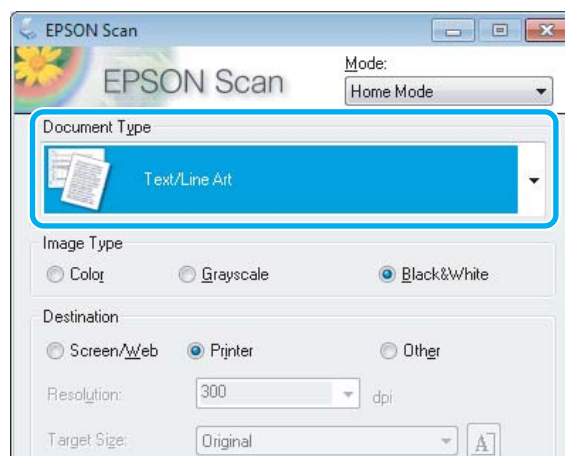 EPSON Scan
EPSON Scan
Mode:
Home Mode
Document Type
Text/Line Art
Image Type
Color Grayscale Black&White
Destination
Screen/Web Printer Other
Resolution: 300 dpi
Target Size: Original A